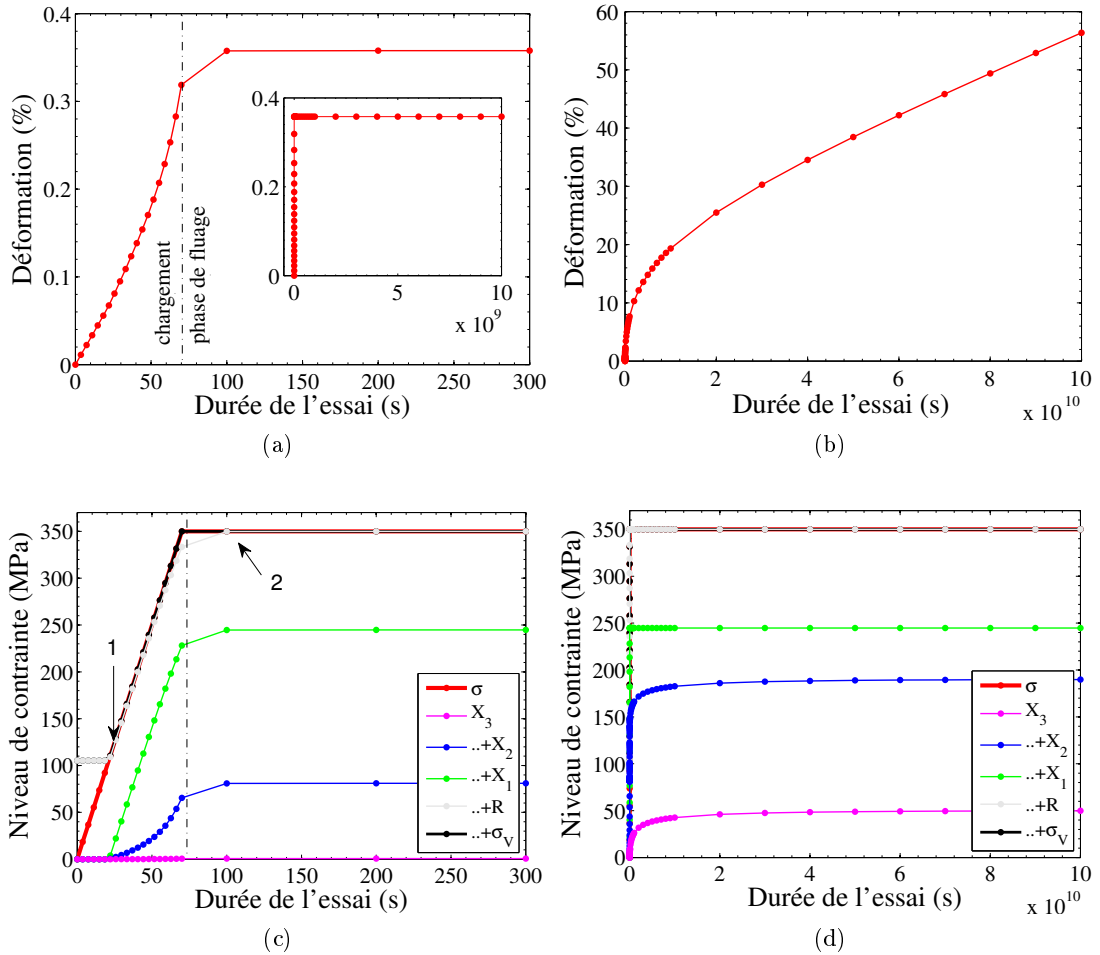 Déformation (%)
0.4
0.3
0.2
0.1
0
0 50 100 150 200 250 300
Durée de l'essai (s)
chargement
phase de fluage
0.4
0.2
0
0 5 10
x 10^9
(a)
Déformation (%)
60
50
40
30
20
10
0
0 2 4 6 8 10
Durée de l'essai (s)
x 10^10
(b)
Niveau de contrainte (MPa)
350
300
250
200
150
100
50
0
0 50 100 150 200 250 300
Durée de l'essai (s)
1
2
σ
X_3
..+X_2
..+X_1
..+R
..+σ_V
(c)
Niveau de contrainte (MPa)
350
300
250
200
150
100
50
0
0 2 4 6 8 10
Durée de l'essai (s)
x 10^10
σ
X_3
..+X_2
..+X_1
..+R
..+σ_V
(d)